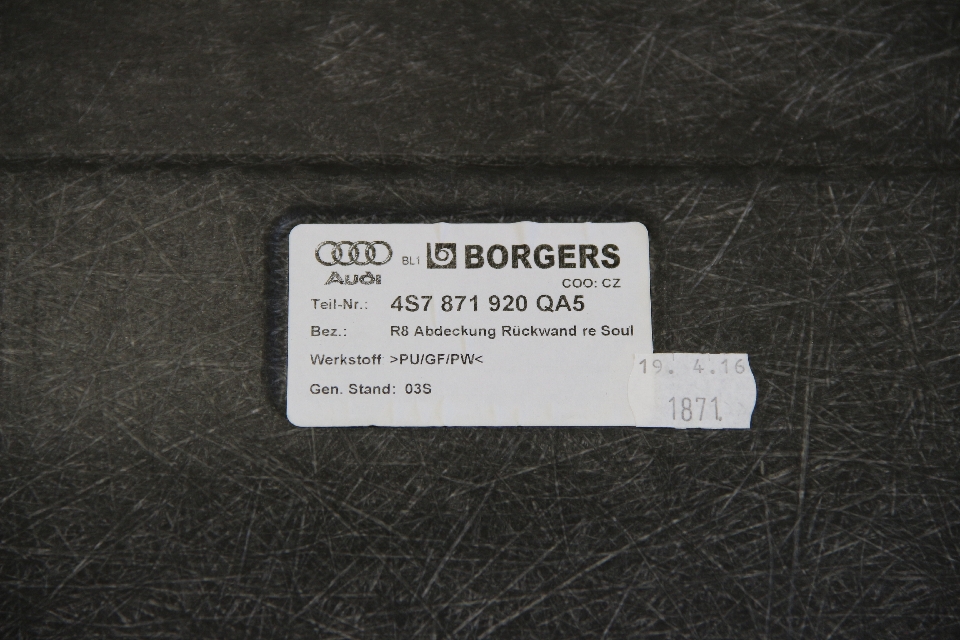 Audi BL1 BORGERS
COO: CZ
Teil-Nr.: 4S7 871 920 QA5
Bez.: R8 Abdeckung Rückwand re Soul
Werkstoff >PU/GF/PW<
Gen. Stand: 03S
19. 4.16
1871